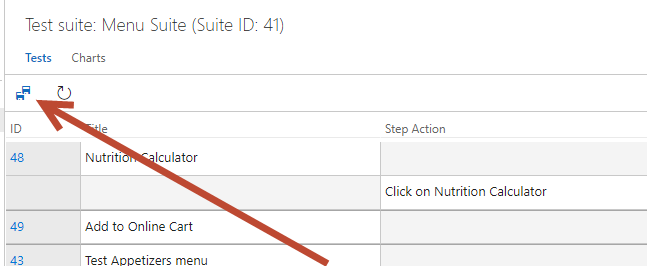 Test suite: Menu Suite (Suite ID: 41)
Tests Charts
ID Title Step Action
48 Nutrition Calculator
Click on Nutrition Calculator
49 Add to Online Cart
43 Test Appetizers menu